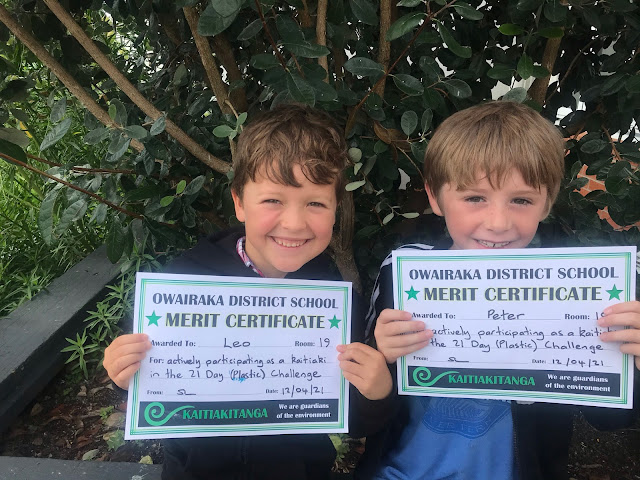 OWAIRAKA DISTRICT SCHOOL
MERIT CERTIFICATE
Awarded To: Leo Room: 19
For: actively participating as a kaitiaki
in the 21 Day (Plastic) Challenge
From: SL Date: 12/04/21
KAITIAKITANGA We are guardians
of the environment
OWAIRAKA DISTRICT SCHOOL
MERIT CERTIFICATE
Awarded To: Peter
actively participating as a
in the 21 Day (Plastic) Challenge
From: SL Date: 12/04/21
KAITIAKITANGA We are guardians
of the environment